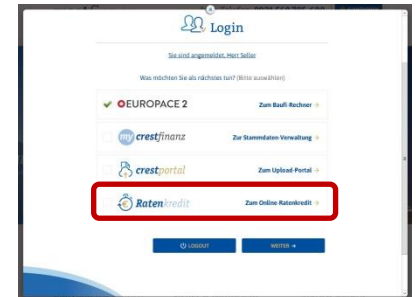 Login
Sie sind angemeldet, Herr Seller
Was möchten Sie als nächstes tun? (Bitte auswählen)
EUROPACE 2 Zum Baufi-Rechner →
my crestfinanz Zur Stammdaten-Verwaltung →
crestportal Zum Upload-Portal →
Ratenkredit Zum Online-Ratenkredit →
LOGOUT WEITER →